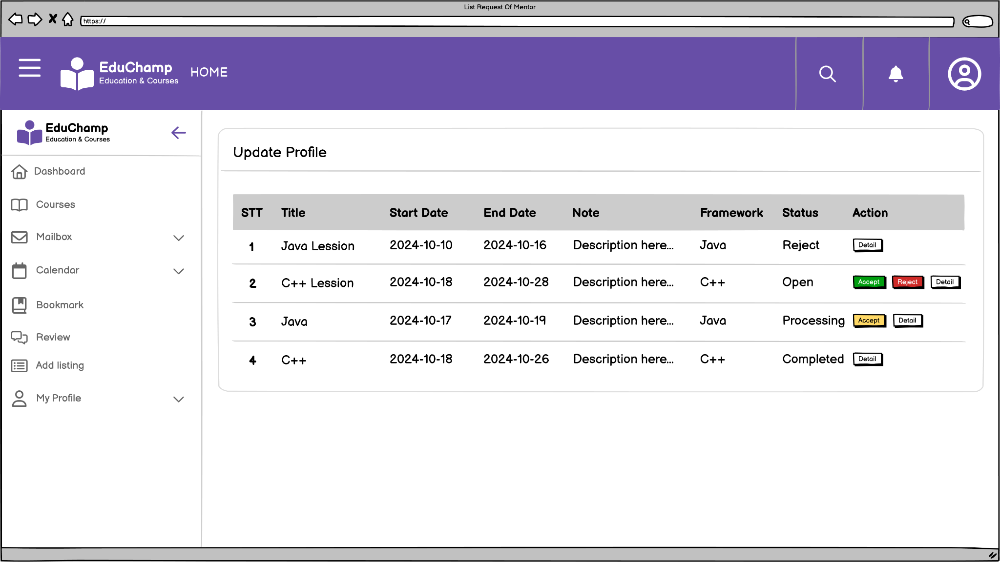 List Request Of Mentor
https://
EduChamp
Education & Courses
HOME
EduChamp
Education & Courses
Dashboard
Courses
Mailbox
Calendar
Bookmark
Review
Add listing
My Profile
Update Profile
STT Title Start Date End Date Note Framework Status Action
1 Java Lession 2024-10-10 2024-10-16 Description here... Java Reject Detail
2 C++ Lession 2024-10-18 2024-10-28 Description here... C++ Open Accept Reject Detail
3 Java 2024-10-17 2024-10-19 Description here... Java Processing Accept Detail
4 C++ 2024-10-18 2024-10-26 Description here... C++ Completed Detail